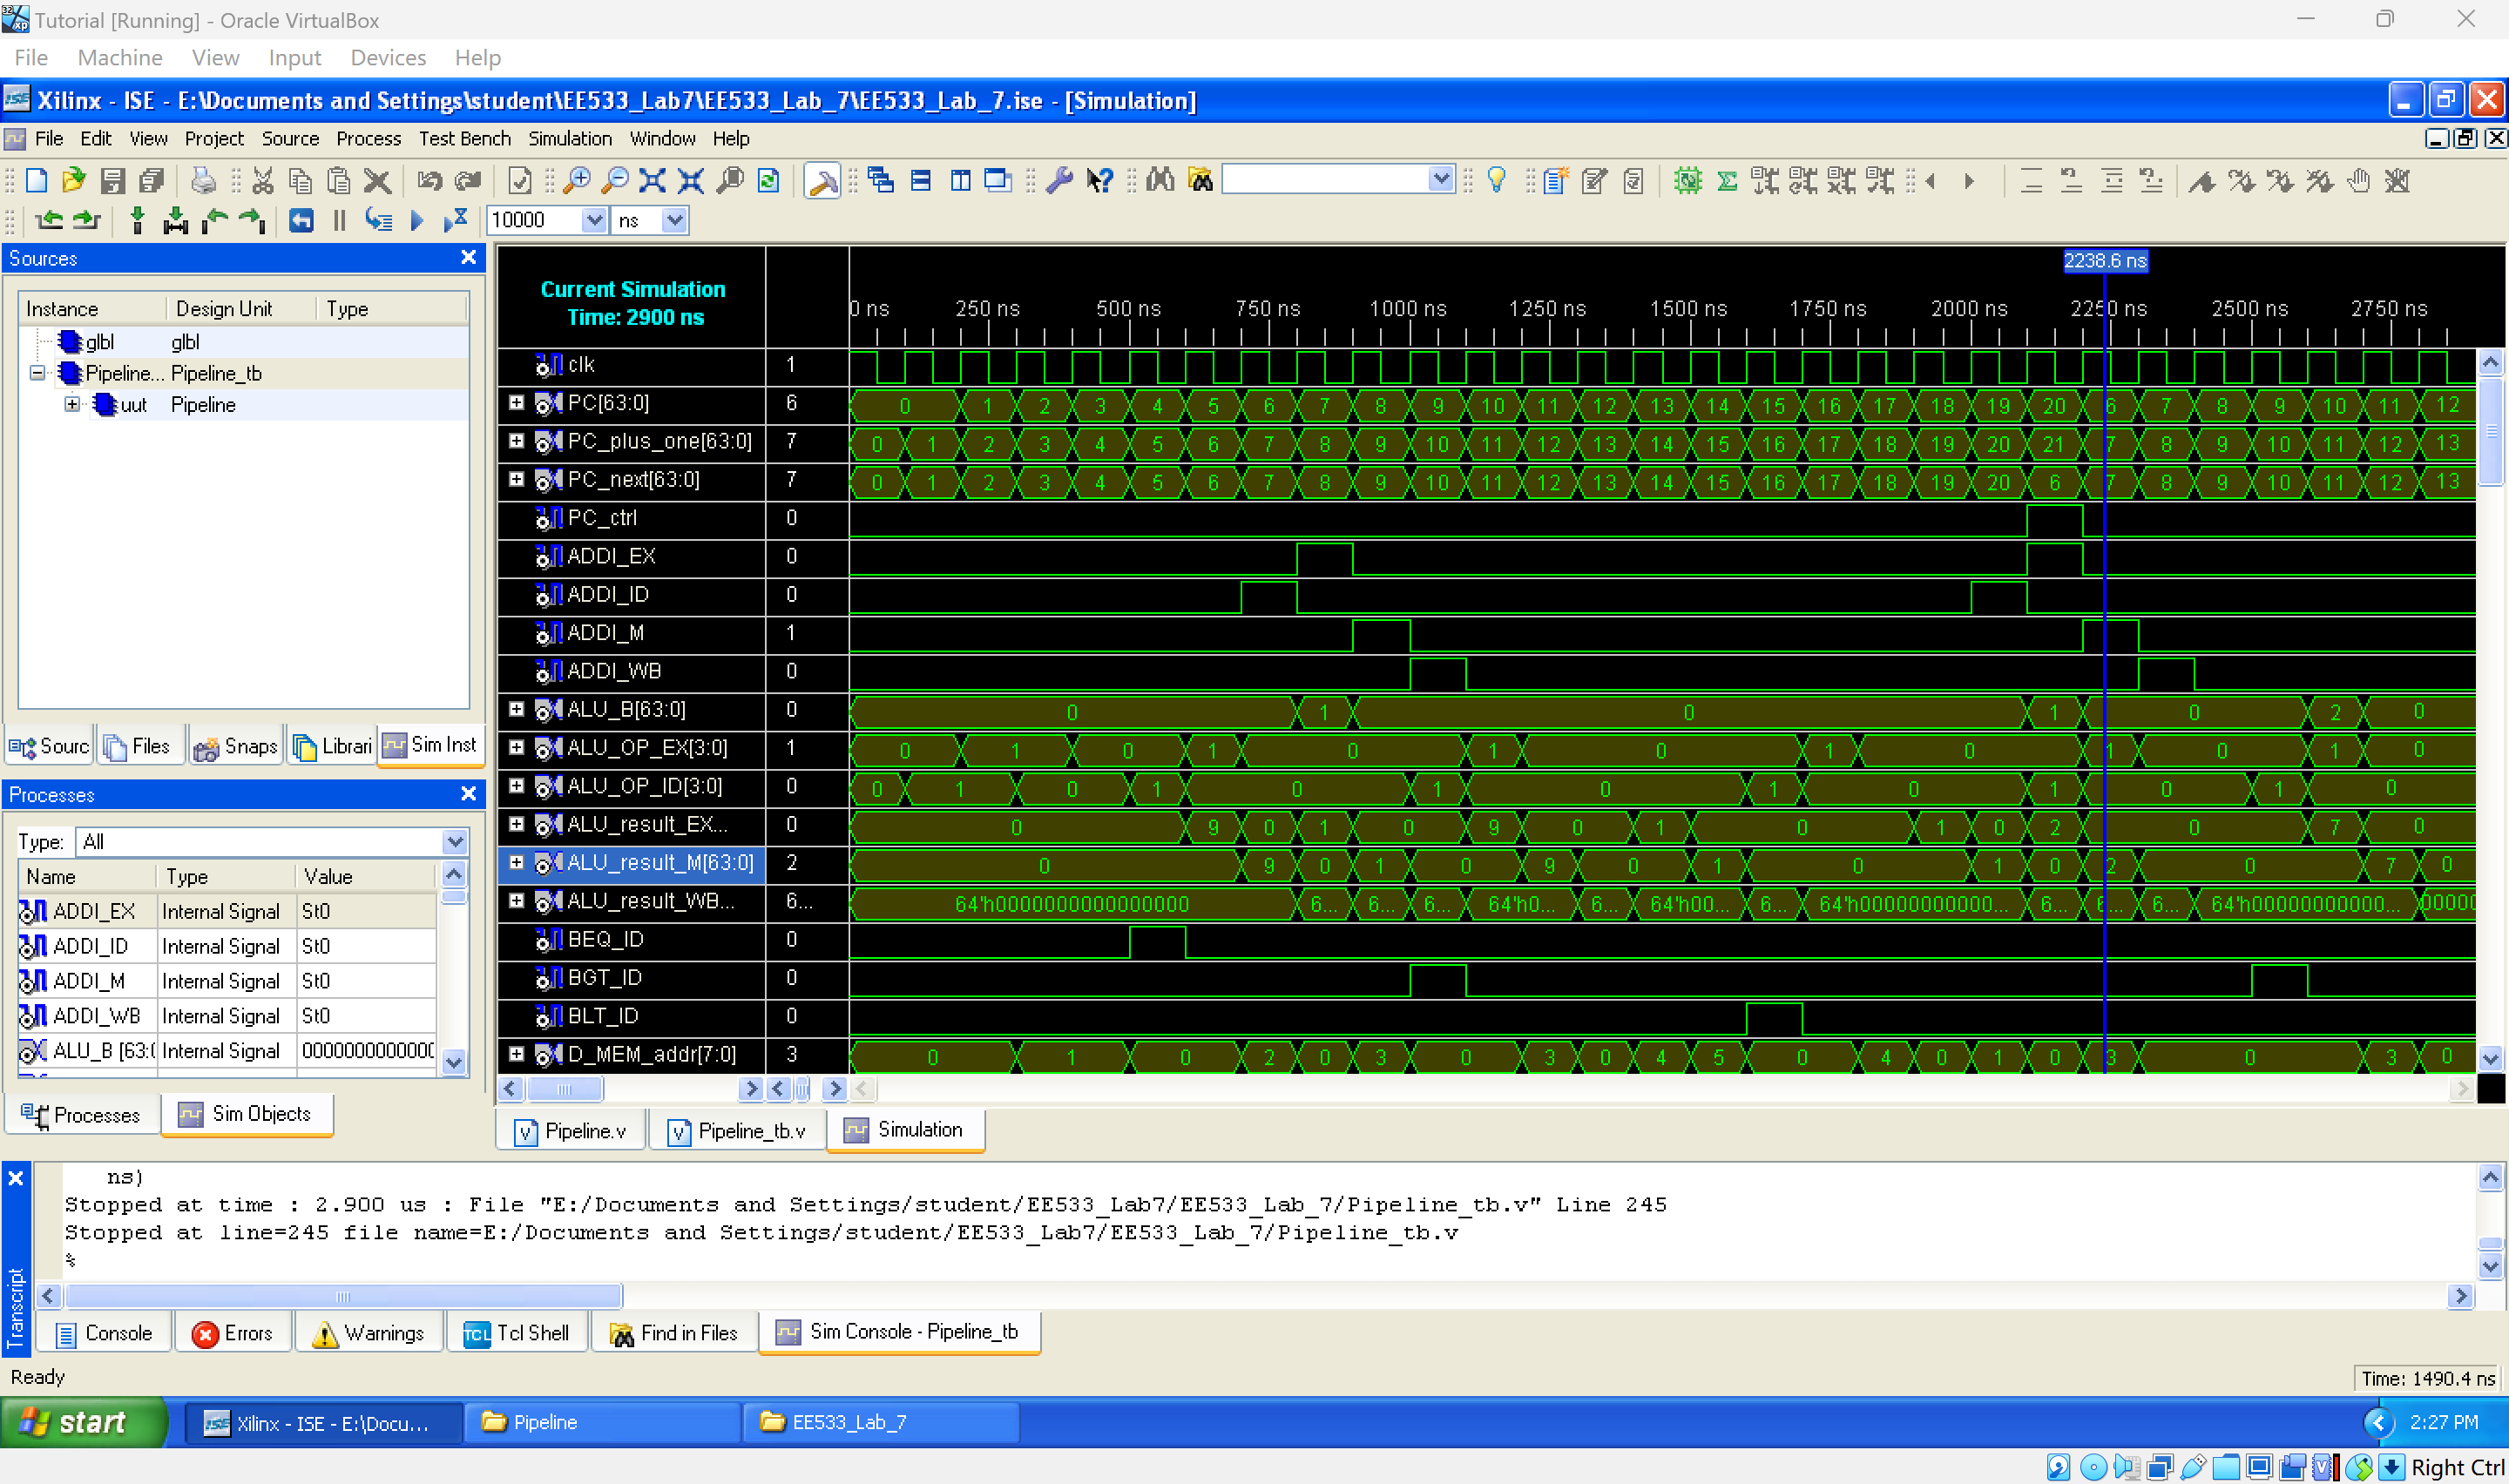 Tutorial [Running] - Oracle VirtualBox
File Machine View Input Devices Help
Xilinx - ISE - E:\Documents and Settings\student\EE533_Lab7\EE533_Lab_7\EE533_Lab_7.ise - [Simulation]
File Edit View Project Source Process Test Bench Simulation Window Help
10000 ns
Sources
Instance Design Unit Type
glbl glbl
Pipeline... Pipeline_tb
uut Pipeline
Sourc Files Snaps Librari Sim Inst
Processes
Type: All
Name Type Value
ADDI_EX Internal Signal St0
ADDI_ID Internal Signal St0
ADDI_M Internal Signal St0
ADDI_WB Internal Signal St0
ALU_B [63:( Internal Signal 0000000000000
Processes Sim Objects
2238.6 ns
Current Simulation
Time: 2900 ns
0 ns 250 ns 500 ns 750 ns 1000 ns 1250 ns 1500 ns 1750 ns 2000 ns 2250 ns 2500 ns 2750 ns
clk 1
PC[63:0] 6 0 1 2 3 4 5 6 7 8 9 10 11 12 13 14 15 16 17 18 19 20 6 7 8 9 10 11 12
PC_plus_one[63:0] 7 0 1 2 3 4 5 6 7 8 9 10 11 12 13 14 15 16 17 18 19 20 21 7 8 9 10 11 12 13
PC_next[63:0] 7 0 1 2 3 4 5 6 7 8 9 10 11 12 13 14 15 16 17 18 19 20 6 7 8 9 10 11 12 13
PC_ctrl 0
ADDI_EX 0
ADDI_ID 0
ADDI_M 1
ADDI_WB 0
ALU_B[63:0] 0 0 1 0 1 0 2 0
ALU_OP_EX[3:0] 1 0 1 0 1 0 1 0 1 0 1 0 1 0
ALU_OP_ID[3:0] 0 0 1 0 1 0 1 0 1 0 1 0 1 0
ALU_result_EX... 0 0 9 0 1 0 9 0 1 0 1 0 2 0 7 0
ALU_result_M[63:0] 2 0 9 0 1 0 9 0 1 0 1 0 2 0 7 0
ALU_result_WB... 6... 64'h0000000000000000 6... 6... 6... 64'h0... 6... 64'h00... 6... 64'h00000000000... 6... 6... 6... 64'h00000000000... 00000
BEQ_ID 0
BGT_ID 0
BLT_ID 0
D_MEM_addr[7:0] 3 0 1 0 2 0 3 0 3 0 4 5 0 4 0 1 0 3 0 3 0
Pipeline.v Pipeline_tb.v Simulation
Transcript
ns)
Stopped at time : 2.900 us : File "E:/Documents and Settings/student/EE533_Lab7/EE533_Lab_7/Pipeline_tb.v" Line 245
Stopped at line=245 file name=E:/Documents and Settings/student/EE533_Lab7/EE533_Lab_7/Pipeline_tb.v
%
Console Errors Warnings Tcl Shell Find in Files Sim Console - Pipeline_tb
Ready Time: 1490.4 ns
start Xilinx - ISE - E:\Docu... Pipeline EE533_Lab_7 2:27 PM
Right Ctrl